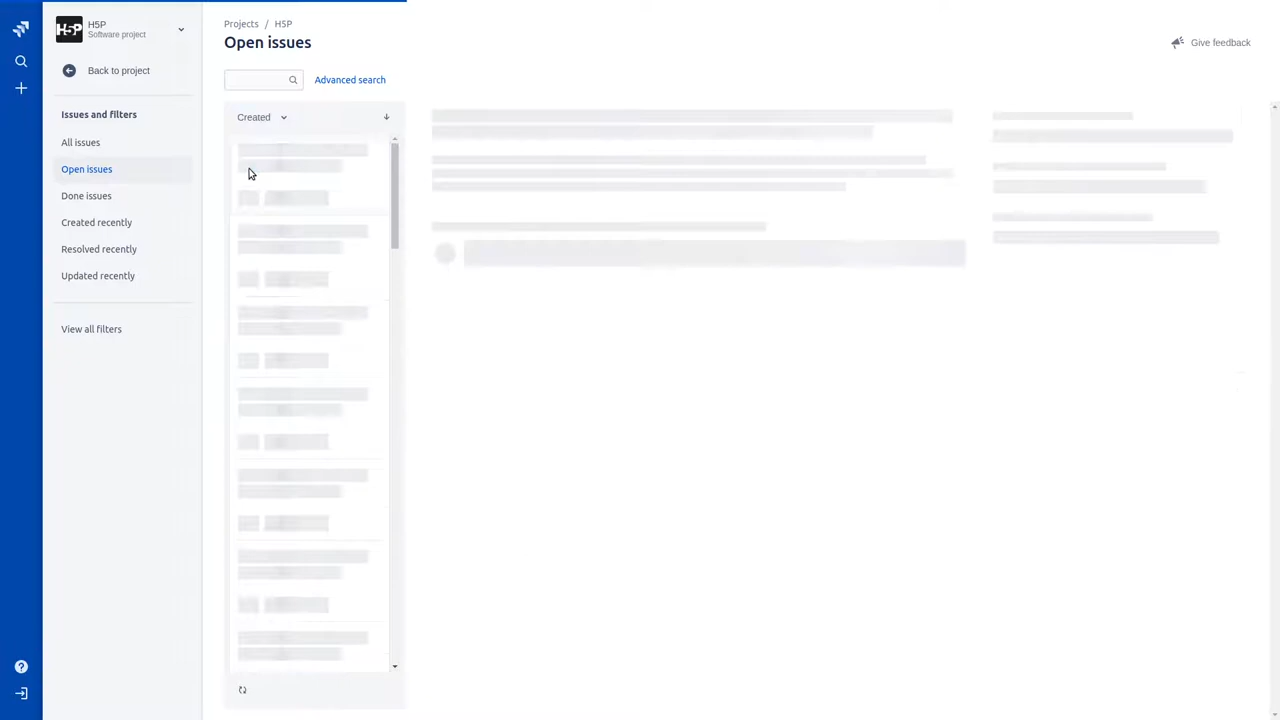 H5P
H5P
Software project
Back to project
Issues and filters
All issues
Open issues
Done issues
Created recently
Resolved recently
Updated recently
View all filters
Projects / H5P
Open issues
Give feedback
Advanced search
Created